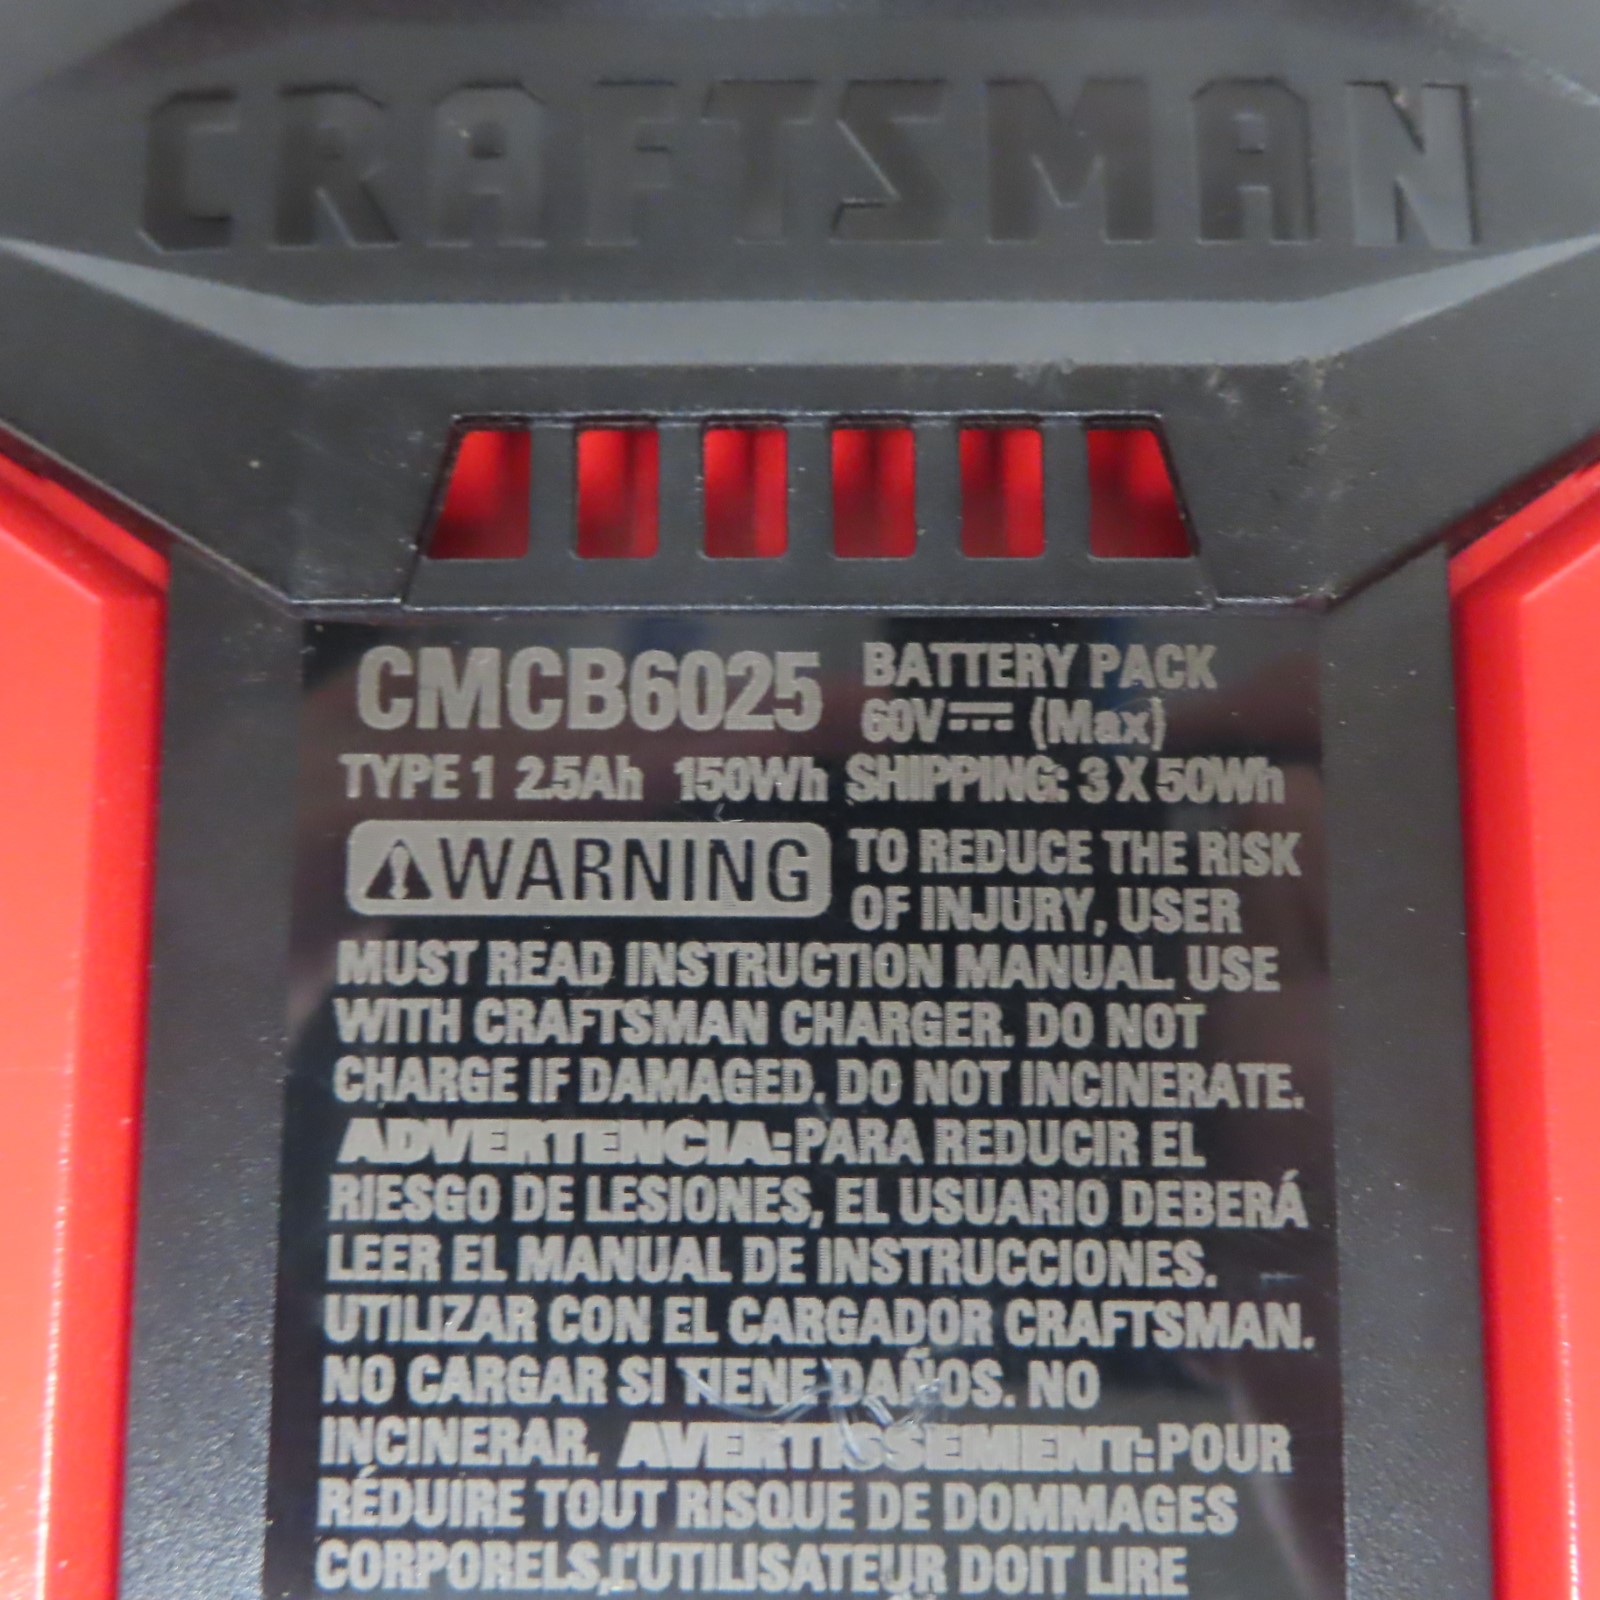 CRAFTSMAN
CMCB6025 BATTERY PACK
60V⎓ (Max)
TYPE 1 2.5Ah 150Wh SHIPPING: 3 X 50Wh
⚠WARNING TO REDUCE THE RISK
OF INJURY, USER
MUST READ INSTRUCTION MANUAL. USE
WITH CRAFTSMAN CHARGER. DO NOT
CHARGE IF DAMAGED. DO NOT INCINERATE.
ADVERTENCIA: PARA REDUCIR EL
RIESGO DE LESIONES, EL USUARIO DEBERÁ
LEER EL MANUAL DE INSTRUCCIONES.
UTILIZAR CON EL CARGADOR CRAFTSMAN.
NO CARGAR SI TIENE DAÑOS. NO
INCINERAR. AVERTISSEMENT: POUR
RÉDUIRE TOUT RISQUE DE DOMMAGES
CORPORELS, L'UTILISATEUR DOIT LIRE